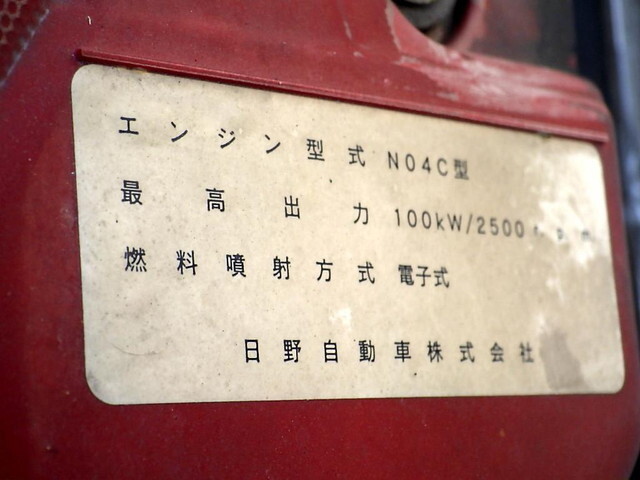 エンジン型式 N04C型
最高出力 100kW/2500
燃料噴射方式 電子式
日野自動車株式会社